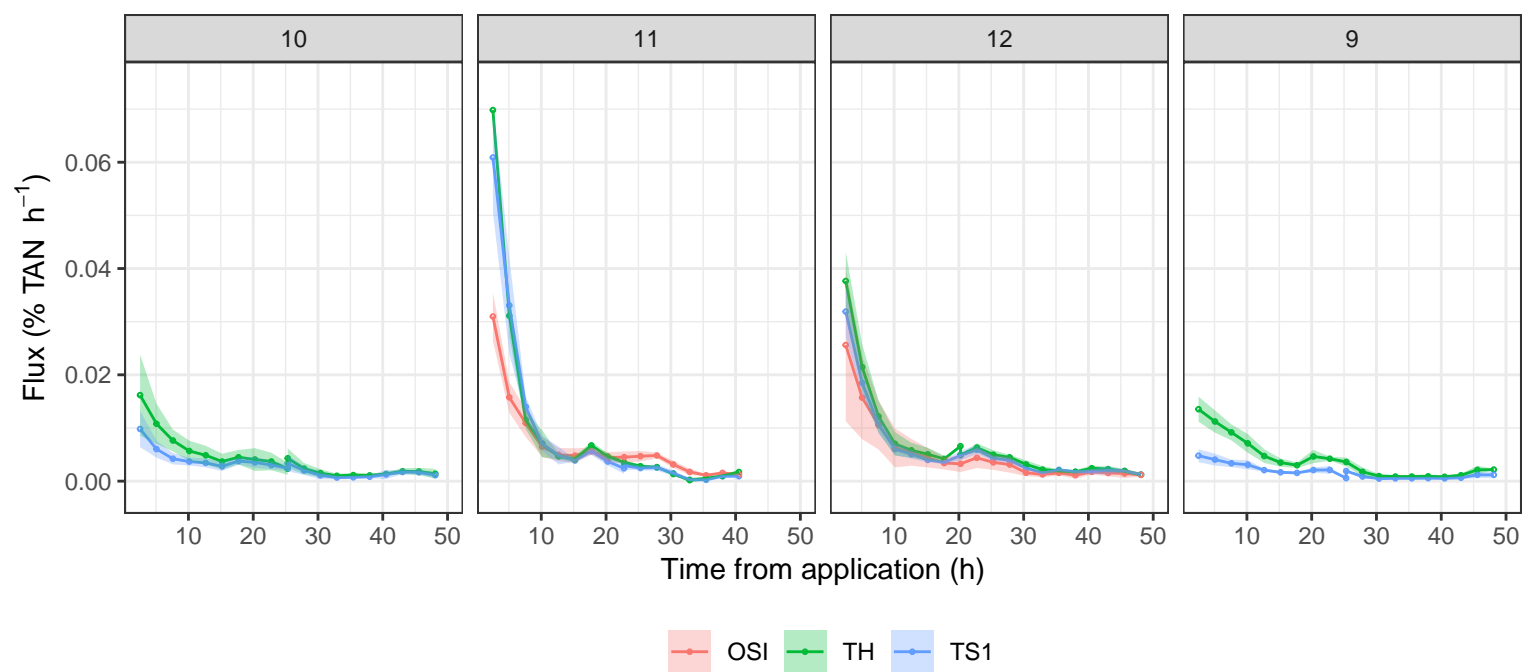 10 11 12 9
Flux (% TAN h⁻¹)
0.06
0.04
0.02
0.00
10 20 30 40 50 10 20 30 40 50 10 20 30 40 50 10 20 30 40 50
Time from application (h)
OSI TH TS1